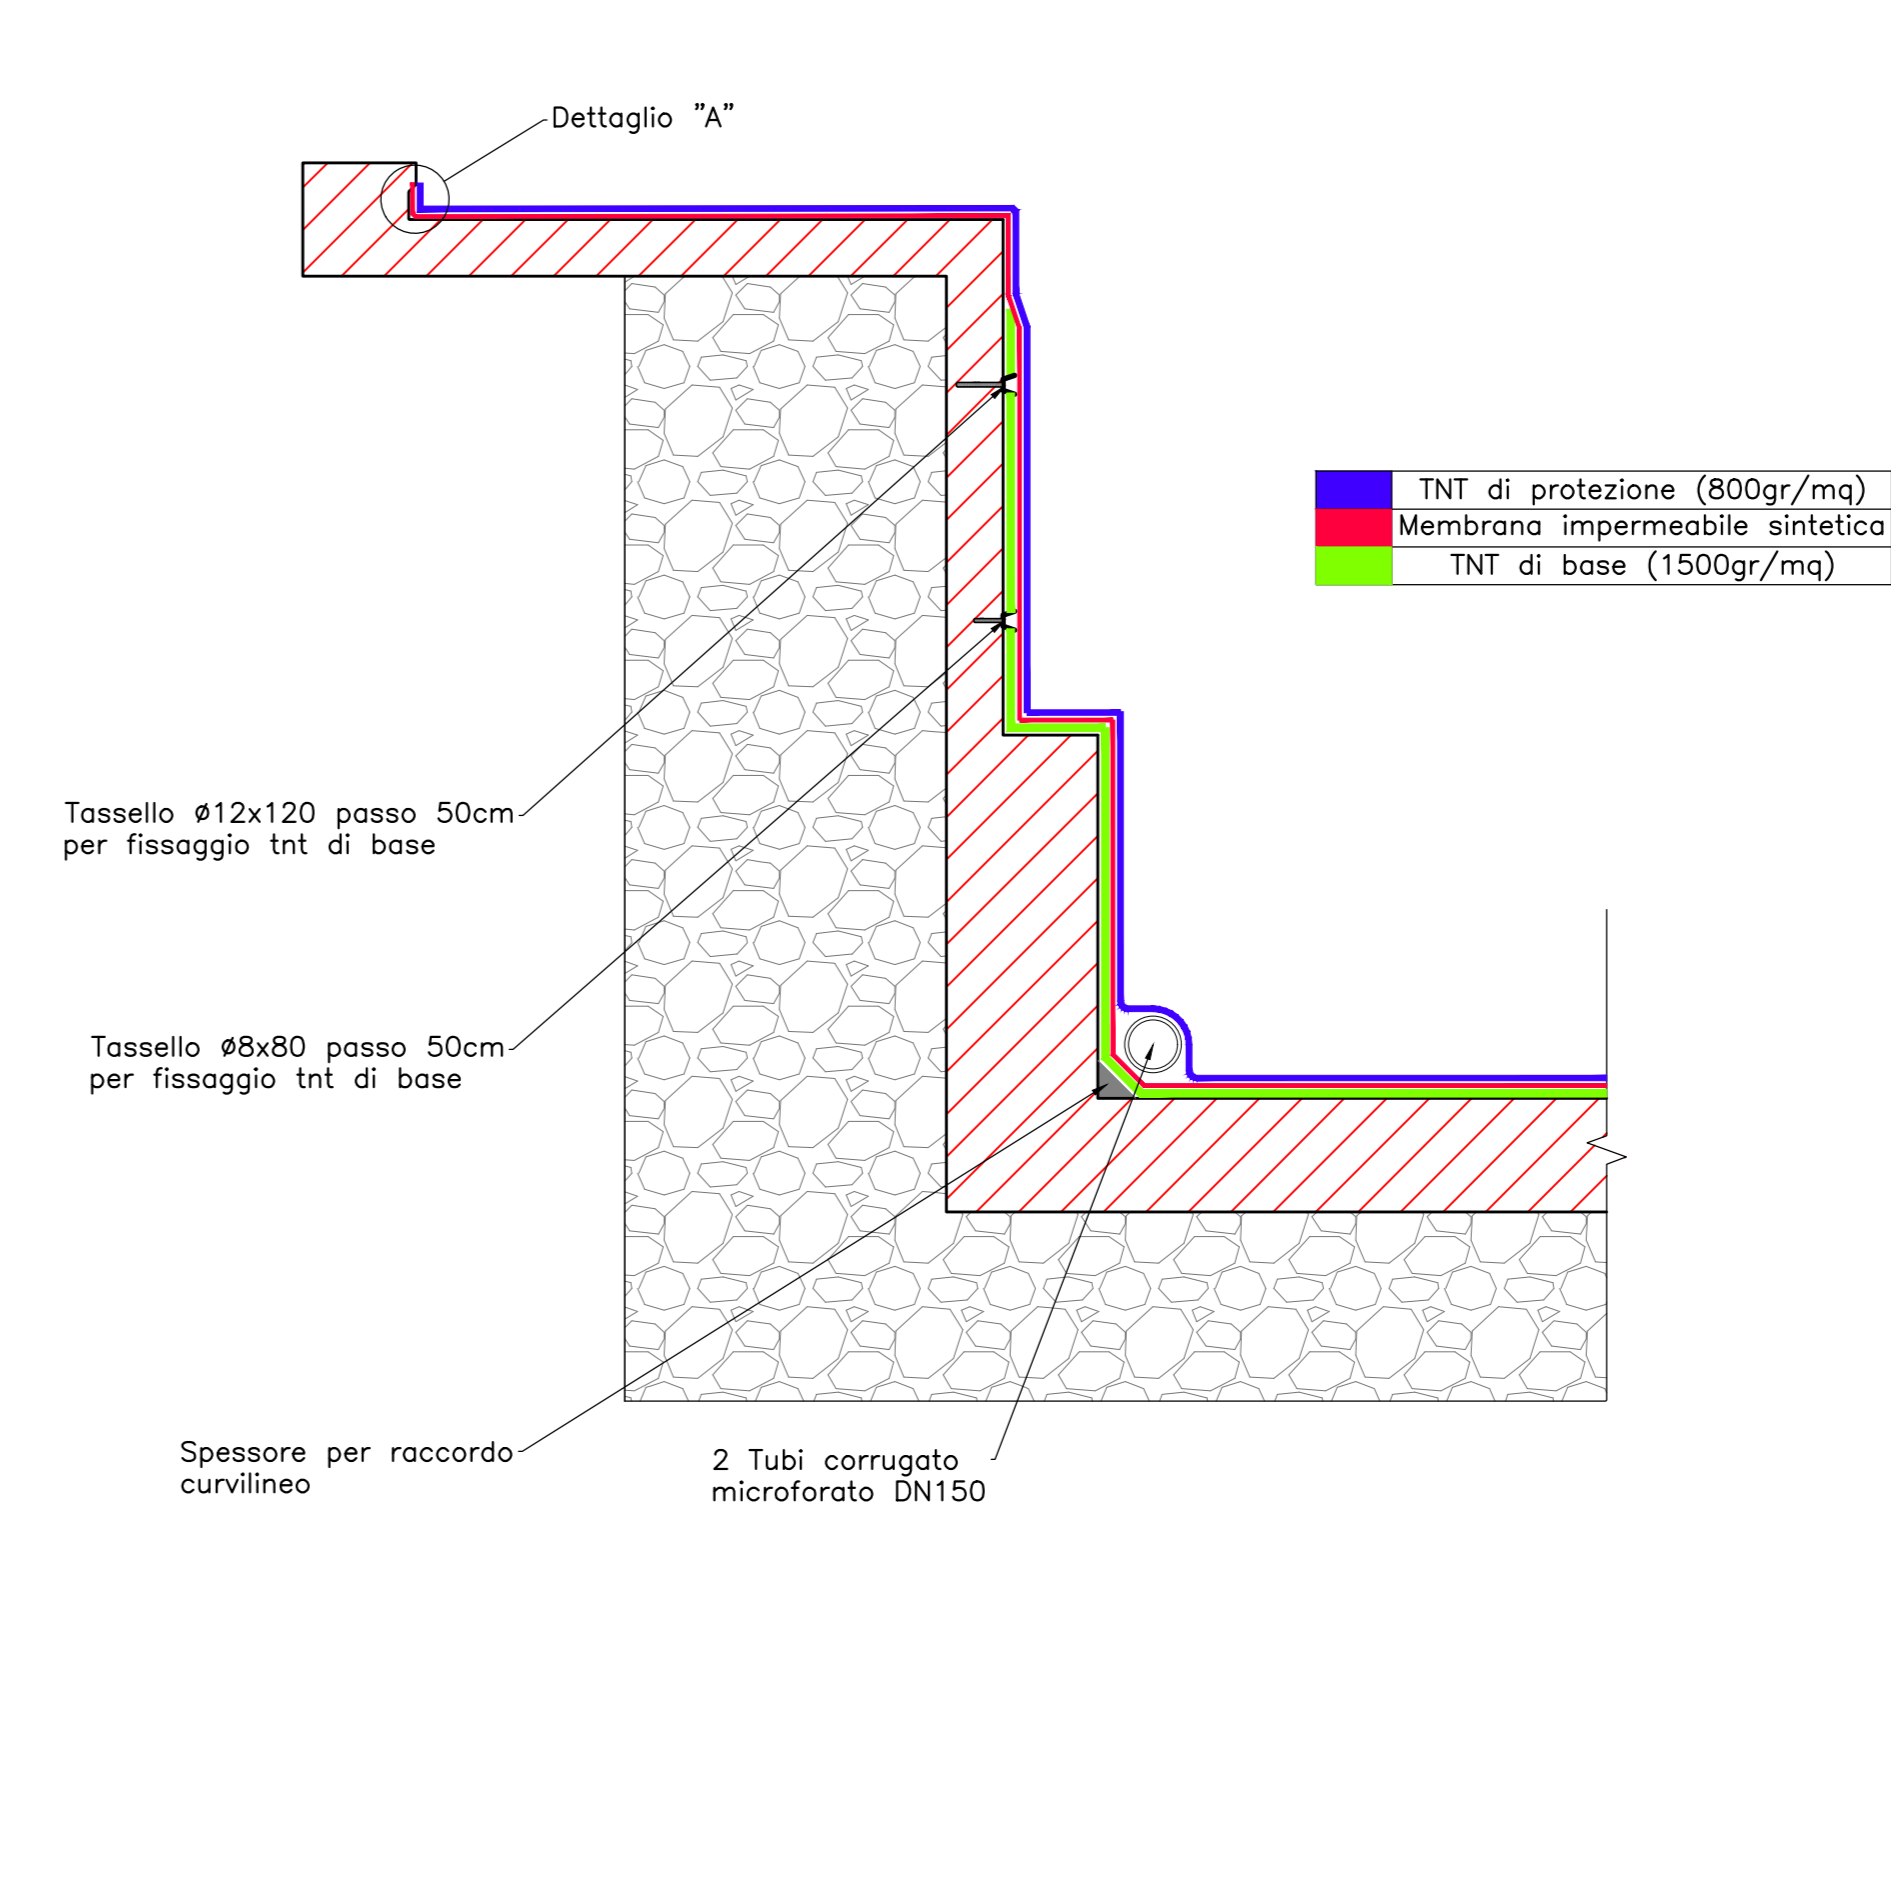 Dettaglio "A"
TNT di protezione (800gr/mq)
Membrana impermeabile sintetica
TNT di base (1500gr/mq)
Tassello ø12x120 passo 50cm
per fissaggio tnt di base
Tassello ø8x80 passo 50cm
per fissaggio tnt di base
Spessore per raccordo
curvilineo
2 Tubi corrugato
microforato DN150